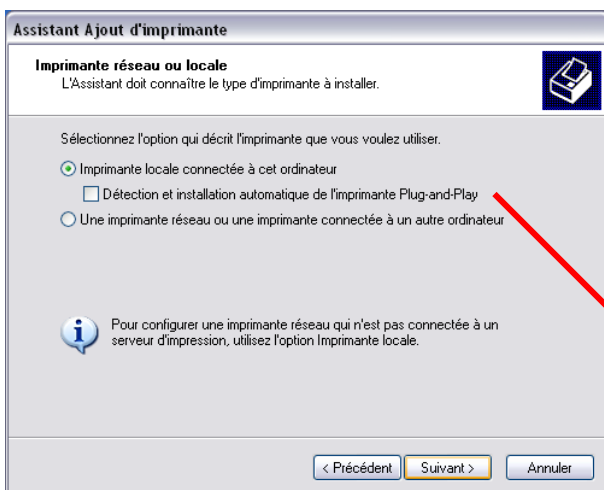 Assistant Ajout d'imprimante
Imprimante réseau ou locale
L'Assistant doit connaître le type d'imprimante à installer.
Sélectionnez l'option qui décrit l'imprimante que vous voulez utiliser.
Imprimante locale connectée à cet ordinateur
Détection et installation automatique de l'imprimante Plug-and-Play
Une imprimante réseau ou une imprimante connectée à un autre ordinateur
Pour configurer une imprimante réseau qui n'est pas connectée à un
serveur d'impression, utilisez l'option Imprimante locale.
< Précédent Suivant > Annuler